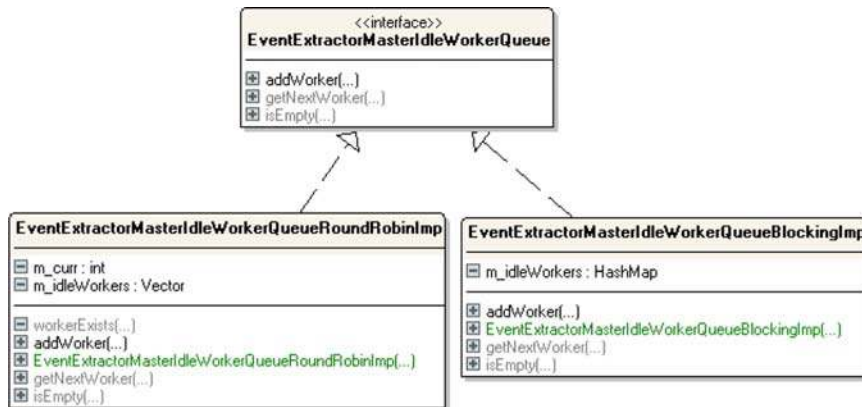 <<interface>>
EventExtractorMasterIdleWorkerQueue
addWorker(...)
getNextWorker(...)
isEmpty(...)
EventExtractorMasterIdleWorkerQueueRoundRobinImp
m_curr : int
m_idleWorkers : Vector
workerExists(...)
addWorker(...)
EventExtractorMasterIdleWorkerQueueRoundRobinImp(...)
getNextWorker(...)
isEmpty(...)
EventExtractorMasterIdleWorkerQueueBlockingImp
m_idleWorkers : HashMap
addWorker(...)
EventExtractorMasterIdleWorkerQueueBlockingImp(...)
getNextWorker(...)
isEmpty(...)